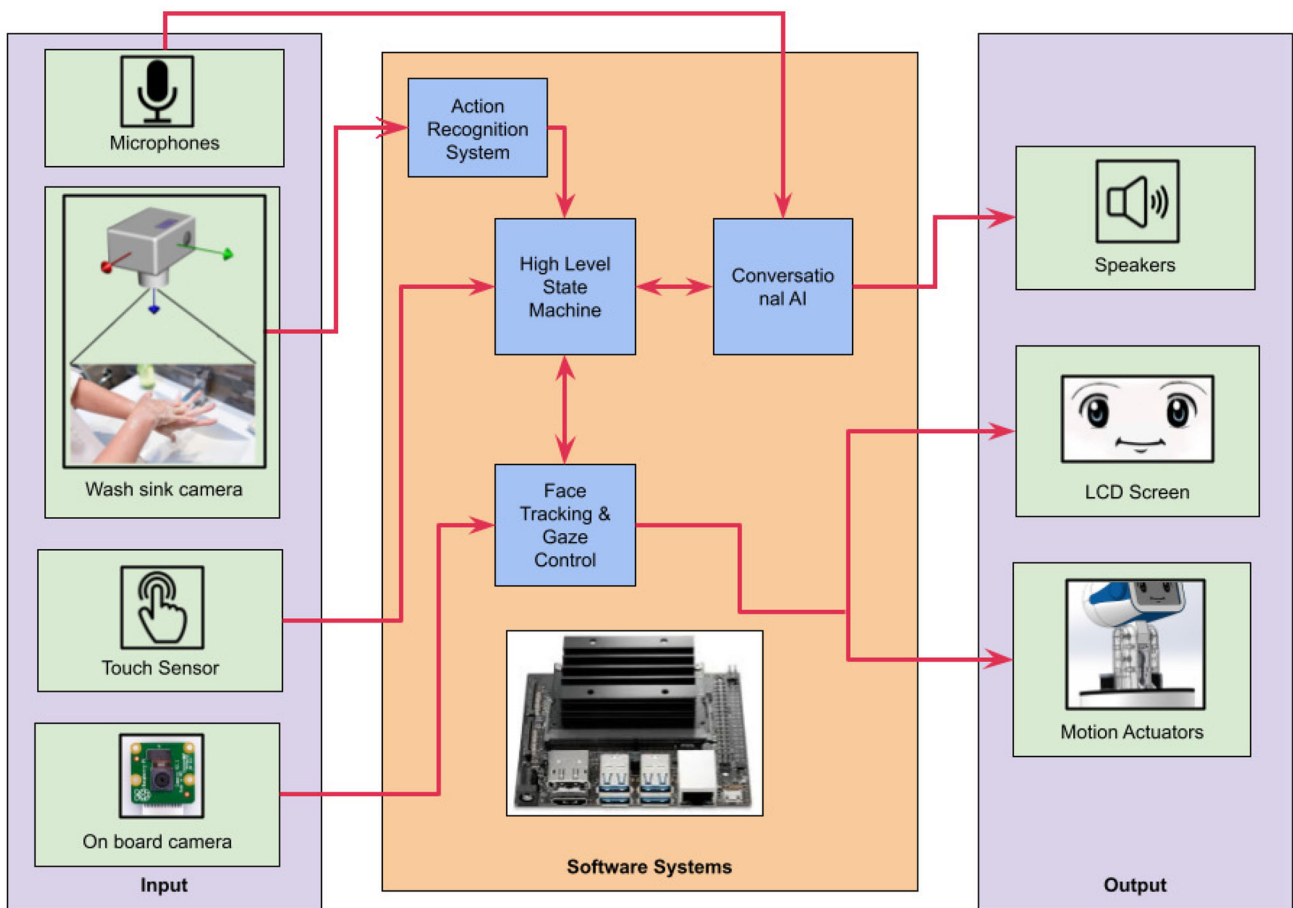 Microphones
Wash sink camera
Touch Sensor
On board camera
Input
Action
Recognition
System
High Level
State
Machine
Conversatio
nal AI
Face
Tracking &
Gaze
Control
Software Systems
Speakers
LCD Screen
Motion Actuators
Output